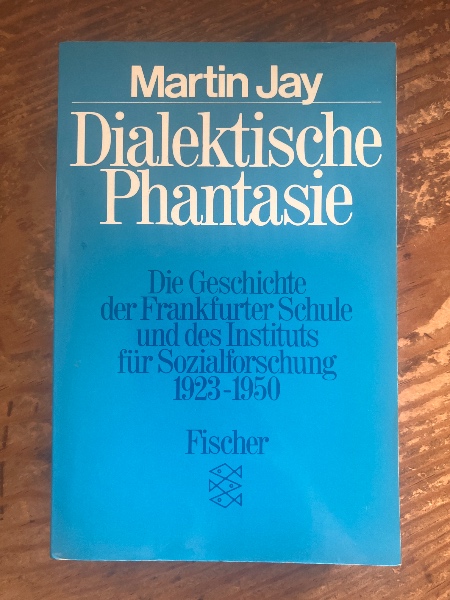 Martin Jay
Dialektische
Phantasie
Die Geschichte
der Frankfurter Schule
und des Instituts
für Sozialforschung
1923-1950
Fischer